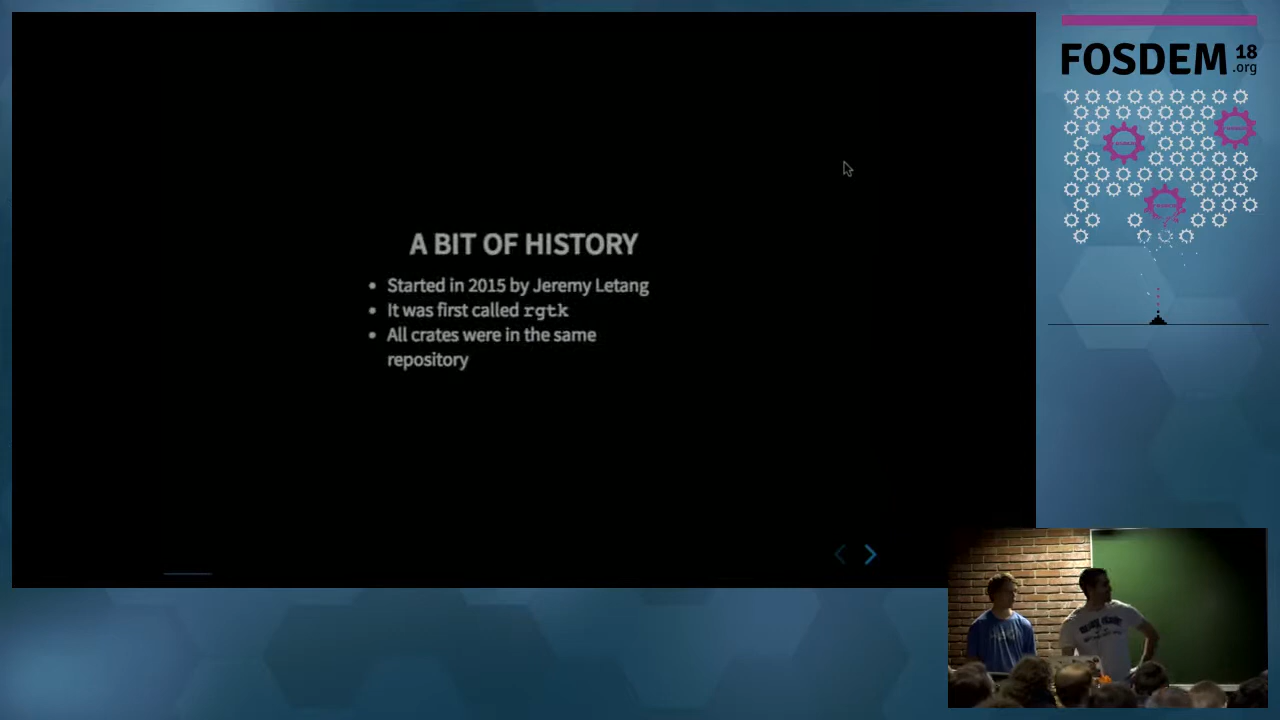 FOSDEM 18
.org
A BIT OF HISTORY
Started in 2015 by Jeremy Letang
It was first called rgtk
All crates were in the same
repository